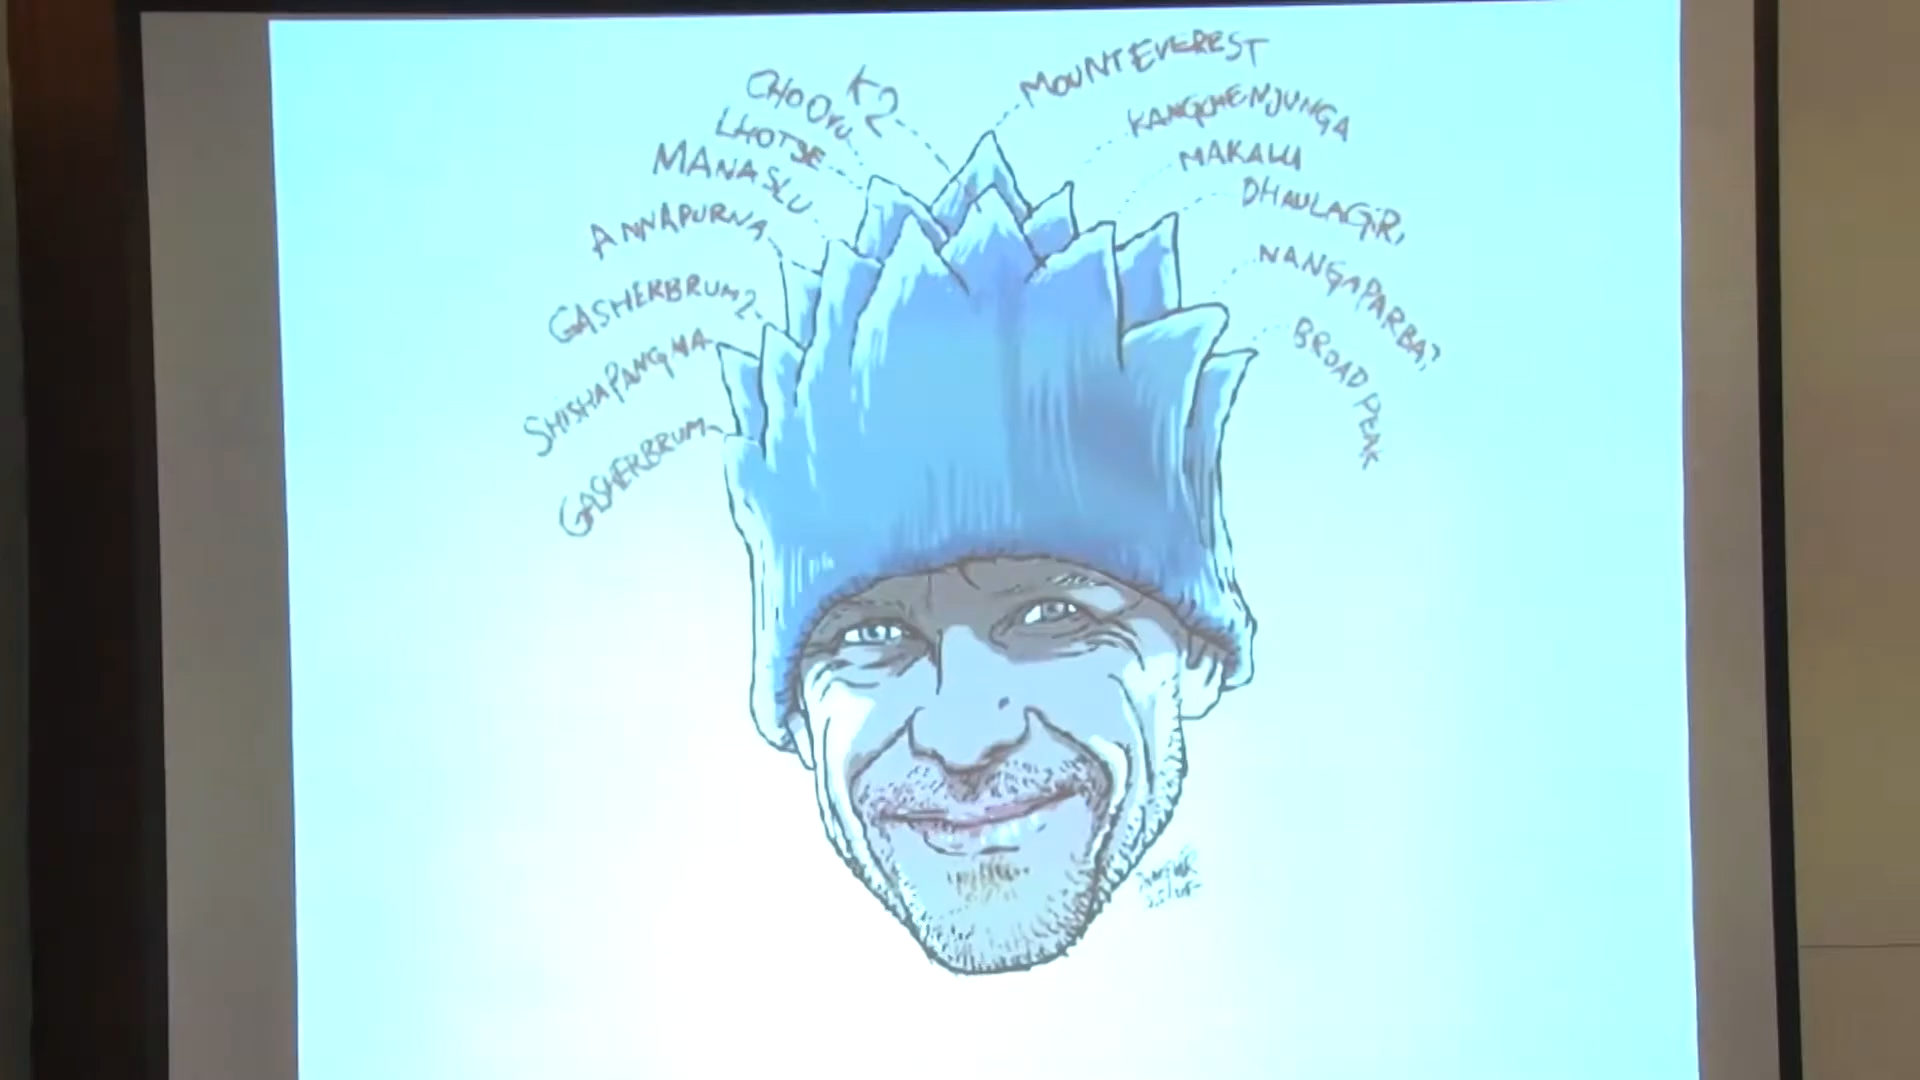 MOUNT EVEREST
K2
CHO OYU
LHOTSE
MANASLU
ANNAPURNA
GASHERBRUM 2
SHISHAPANGMA
GASHERBRUM
KANGCHENJUNGA
MAKALU
DHAULAGIRI
NANGAPARBAT
BROAD PEAK